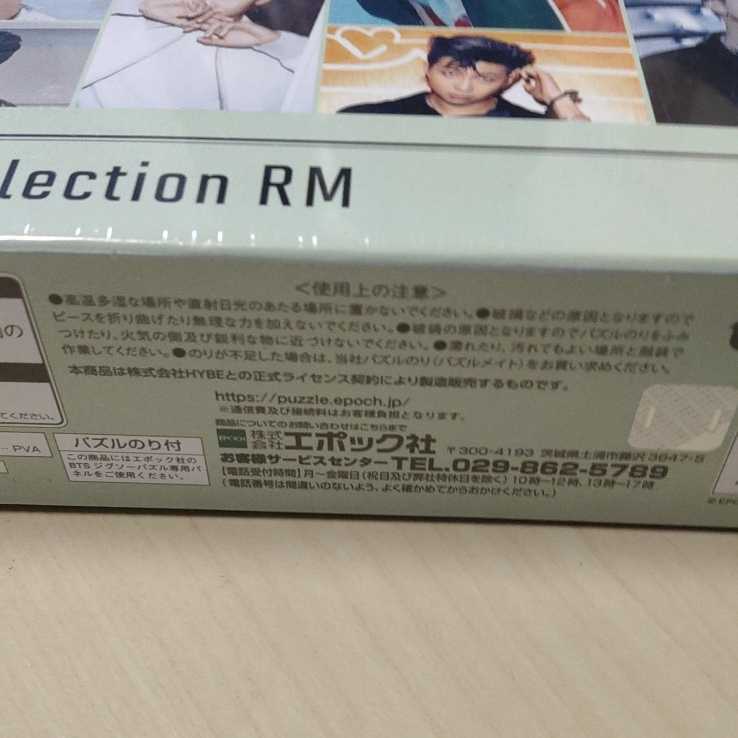 lection RM
<使用上の注意>
●高温多湿な場所や直射日光のあたる場所に置かないでください。●破損などの原因となりますので
ピースを折り曲げたり無理な力を加えないでください。●破損の原因となりますのでパズルのりをふみ
つけたり、火気の側及び鋭利な物に近づけないでください。●濡れたり、汚れてもよい場所と服装で
作業してください。●のりが不足した場合は、当社パズルのり(パズルメイト)をお買い求めください。
本商品は株式会社HYBEとの正式ライセンス契約により製造販売するものです。
https://puzzle.epoch.jp/
※通信費及び接続料はお客様負担となります。
商品についてのお問い合わせはこちらまで
EPOCH 株式会社 エポック社 〒300-4193 茨城県土浦市藤沢3647-5
お客様サービスセンターTEL.029-862-5789
【電話受付時間】月~金曜日(祝日及び弊社特休日を除く)10時~12時、13時~17時
(電話番号は間違いのないよう、よく確かめてからおかけください。)
の
てください。
... PVA
パズルのり付
この商品にはエポック社の
BTS ジグソーパズル専用パ
ネルをご使用ください。